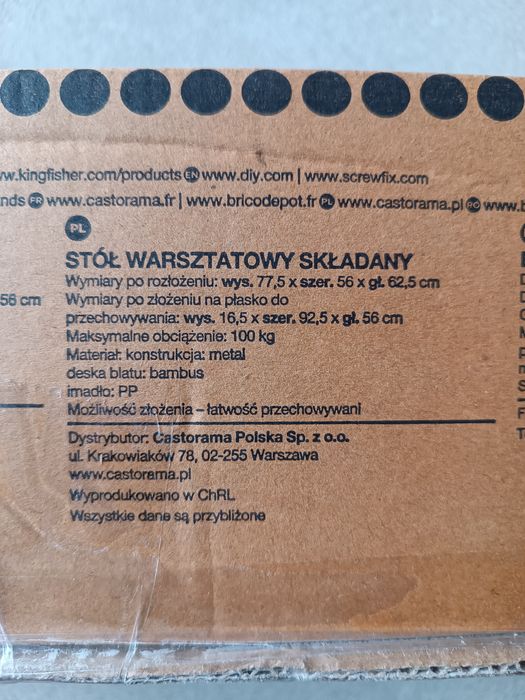 www.kingfisher.com/products EN www.diy.com | www.screwfix.com
FR www.castorama.fr | www.bricodepot.fr PL www.castorama.pl RO
PL
STÓŁ WARSZTATOWY SKŁADANY
Wymiary po rozłożeniu: wys. 77,5 x szer. 56 x gł. 62,5 cm
56 cm
Wymiary po złożeniu na płasko do
przechowywania: wys. 16,5 x szer. 92,5 x gł. 56 cm
Maksymalne obciążenie: 100 kg
Materiał: konstrukcja: metal
deska blatu: bambus
imadło: PP
Możliwość złożenia – łatwość przechowywani
Dystrybutor: Castorama Polska Sp. z o.o.
ul. Krakowiaków 78, 02-255 Warszawa
www.castorama.pl
Wyprodukowano w ChRL
Wszystkie dane są przybliżone